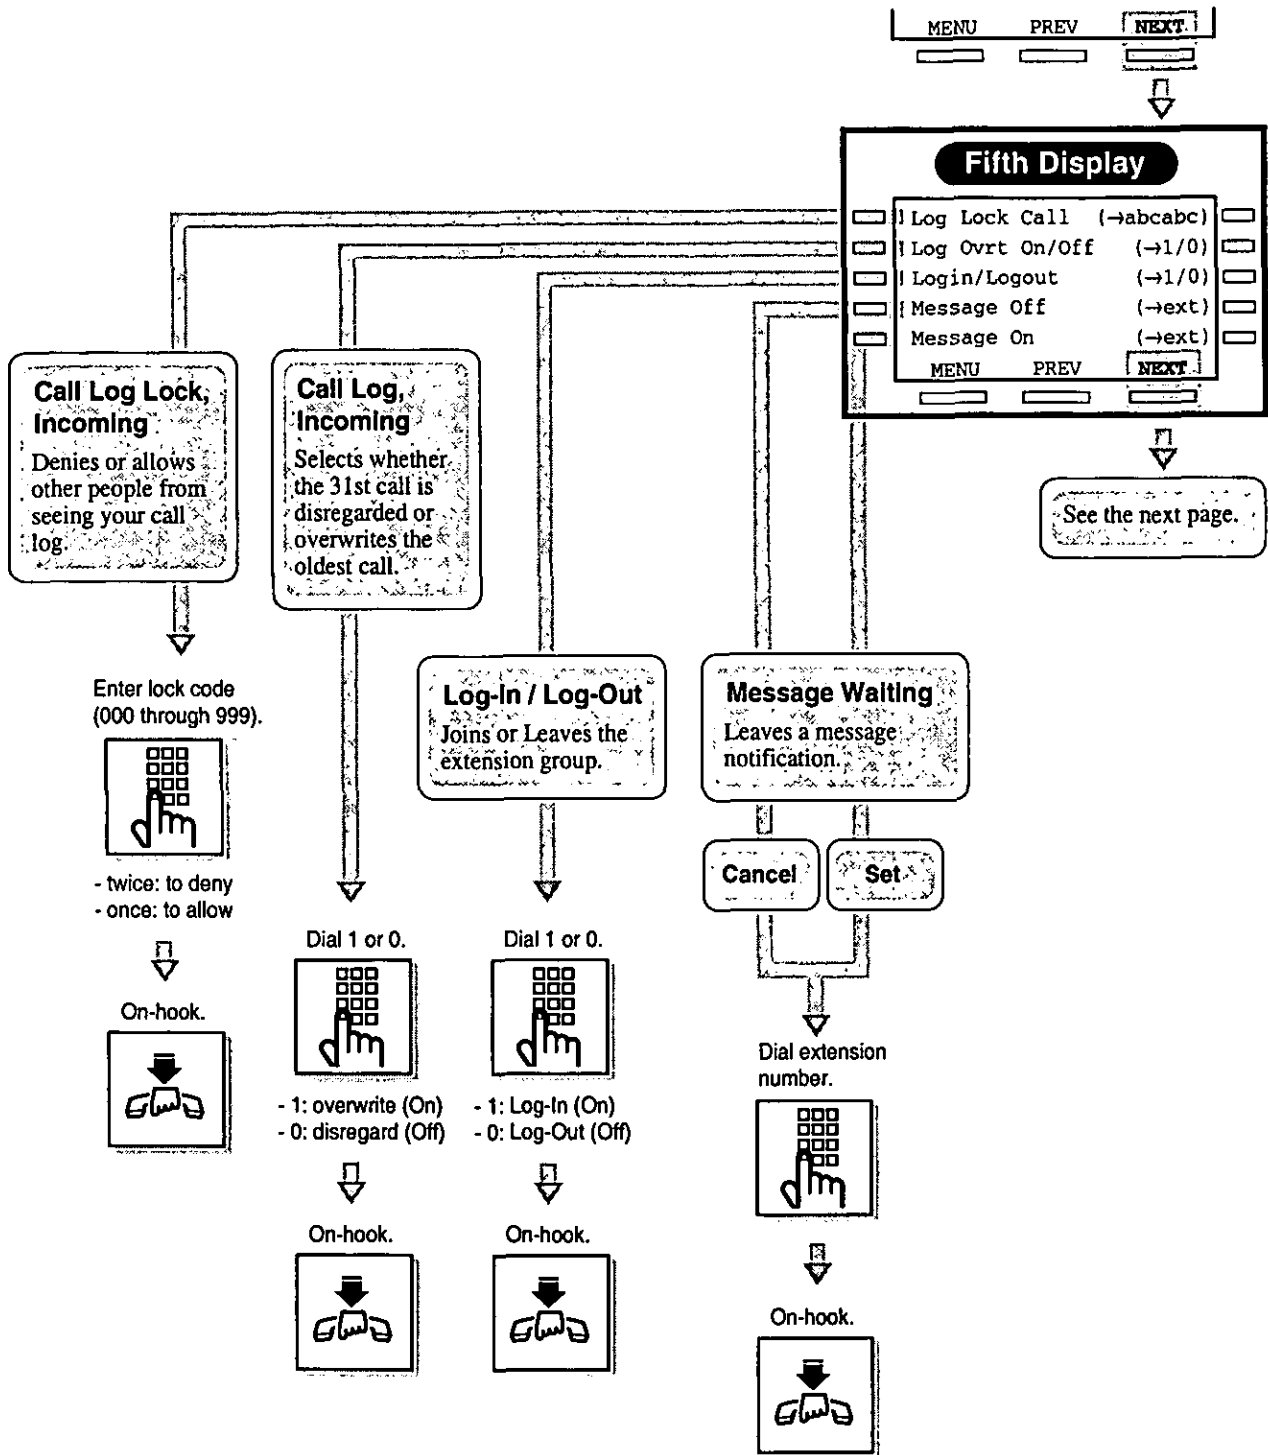 MENU PREV NEXT
Fifth Display
Log Lock Call (→abcabc)
Log Ovrt On/Off (→1/0)
Login/Logout (→1/0)
Message Off (→ext)
Message On (→ext)
MENU PREV NEXT
See the next page.
Call Log Lock,
Incoming
Denies or allows
other people from
seeing your call
log.
Enter lock code
(000 through 999).
- twice: to deny
- once: to allow
On-hook.
Call Log,
Incoming
Selects whether
the 31st call is
disregarded or
overwrites the
oldest call.
Dial 1 or 0.
- 1: overwrite (On)
- 0: disregard (Off)
On-hook.
Log-In / Log-Out
Joins or Leaves the
extension group.
Dial 1 or 0.
- 1: Log-In (On)
- 0: Log-Out (Off)
On-hook.
Message Waiting
Leaves a message
notification.
Cancel
Set
Dial extension
number.
On-hook.